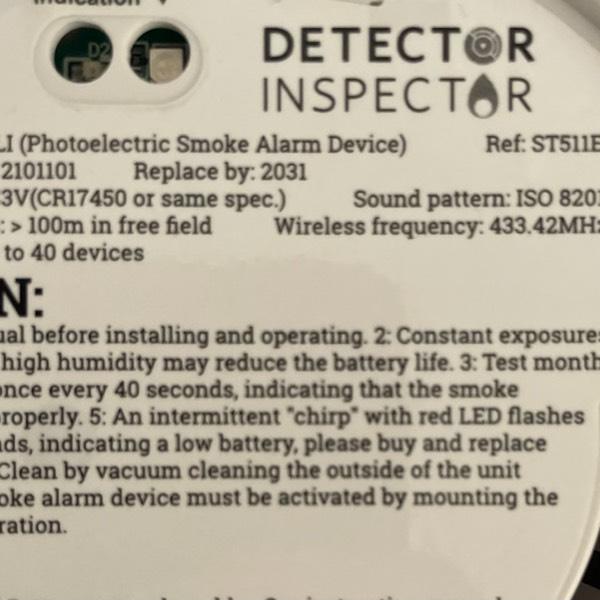 Indication
D2
DETECTOR
INSPECTOR
LI (Photoelectric Smoke Alarm Device) Ref: ST511E
2101101 Replace by: 2031
3V(CR17450 or same spec.) Sound pattern: ISO 8201
: > 100m in free field Wireless frequency: 433.42MHz
to 40 devices
N:
ual before installing and operating. 2: Constant exposures
high humidity may reduce the battery life. 3: Test month
once every 40 seconds, indicating that the smoke
properly. 5: An intermittent "chirp" with red LED flashes
nds, indicating a low battery, please buy and replace
Clean by vacuum cleaning the outside of the unit
oke alarm device must be activated by mounting the
ration.